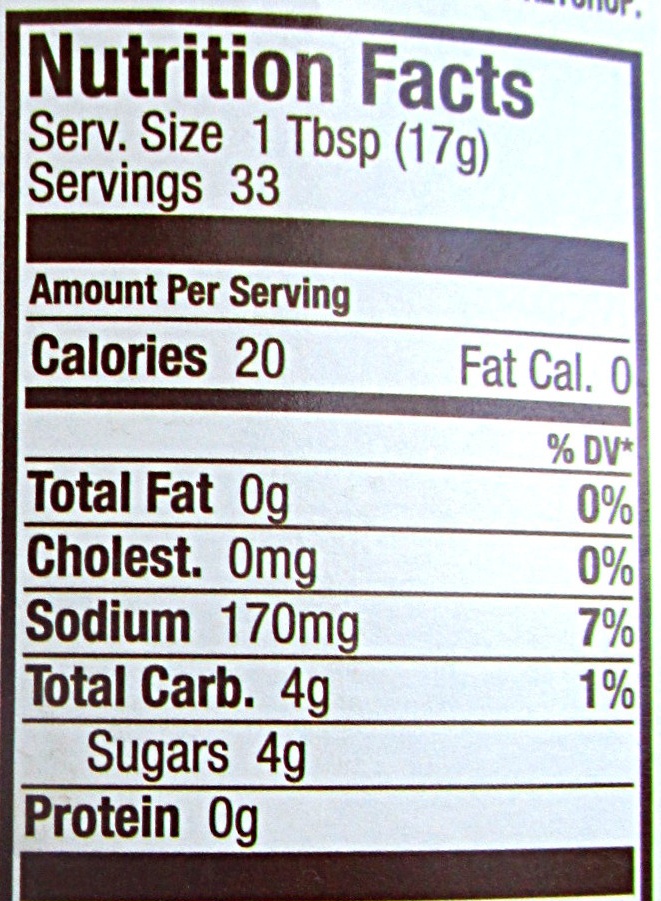 Nutrition Facts
Serv. Size 1 Tbsp (17g)
Servings 33
Amount Per Serving
Calories 20 Fat Cal. 0
% DV*
Total Fat 0g 0%
Cholest. 0mg 0%
Sodium 170mg 7%
Total Carb. 4g 1%
Sugars 4g
Protein 0g